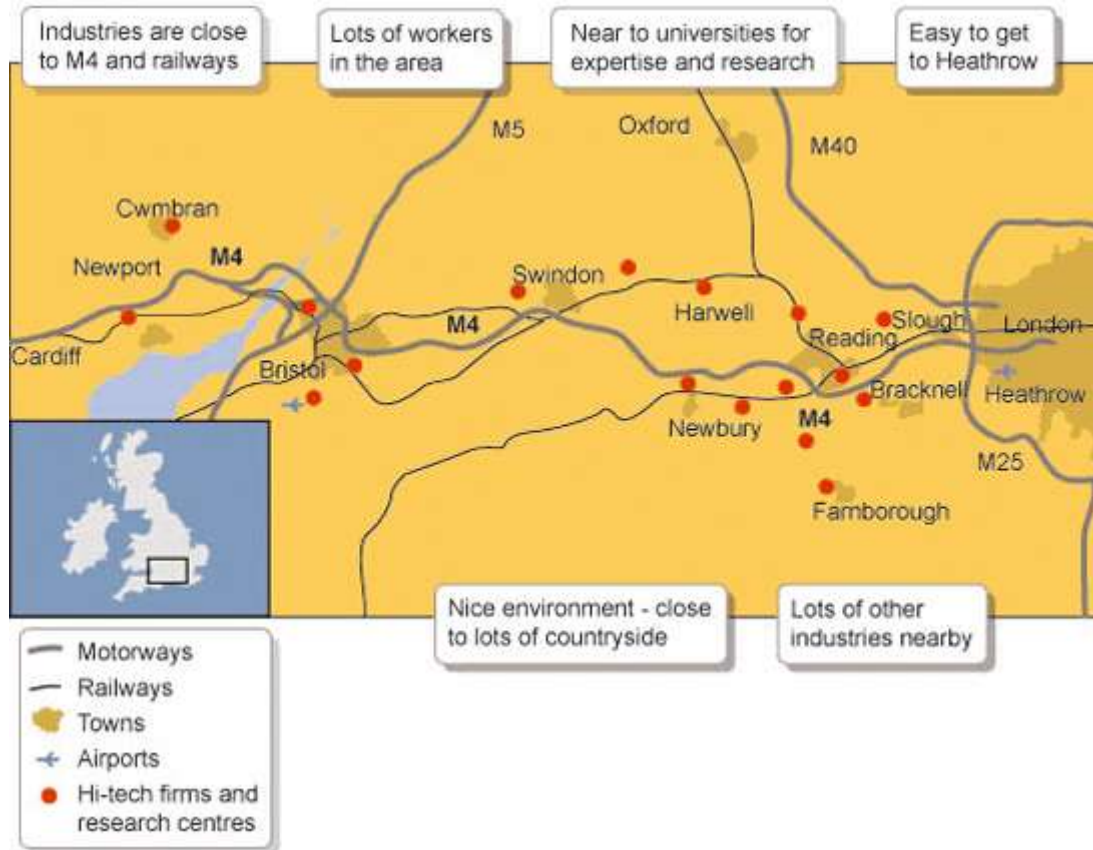 Industries are close
to M4 and railways
Lots of workers
in the area
Near to universities for
expertise and research
Easy to get
to Heathrow
M5
Oxford
M40
Cwmbran
M4
Newport
Swindon
Harwell
Slough
London
M4
Reading
Cardiff
Bristol
Bracknell
Heathrow
Newbury
M4
M25
Farnborough
Nice environment - close
to lots of countryside
Lots of other
industries nearby
Motorways
Railways
Towns
Airports
Hi-tech firms and
research centres